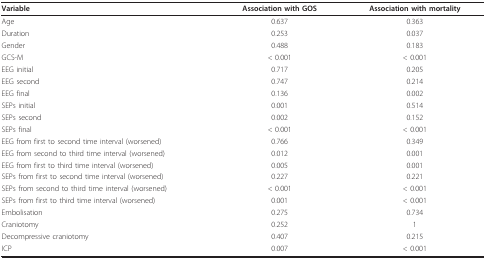 Variable Association with GOS Association with mortality
Age 0.637 0.363
Duration 0.253 0.037
Gender 0.488 0.183
GCS-M < 0.001 < 0.001
EEG initial 0.717 0.205
EEG second 0.747 0.214
EEG final 0.136 0.002
SEPs initial 0.001 0.514
SEPs second 0.002 0.152
SEPs final < 0.001 < 0.001
EEG from first to second time interval (worsened) 0.766 0.349
EEG from second to third time interval (worsened) 0.012 0.001
EEG from first to third time interval (worsened) 0.005 0.001
SEPs from first to second time interval (worsened) 0.227 0.221
SEPs from second to third time interval (worsened) < 0.001 < 0.001
SEPs from first to third time interval (worsened) 0.001 < 0.001
Embolisation 0.275 0.734
Craniotomy 0.252 1
Decompressive craniotomy 0.407 0.215
ICP 0.007 < 0.001